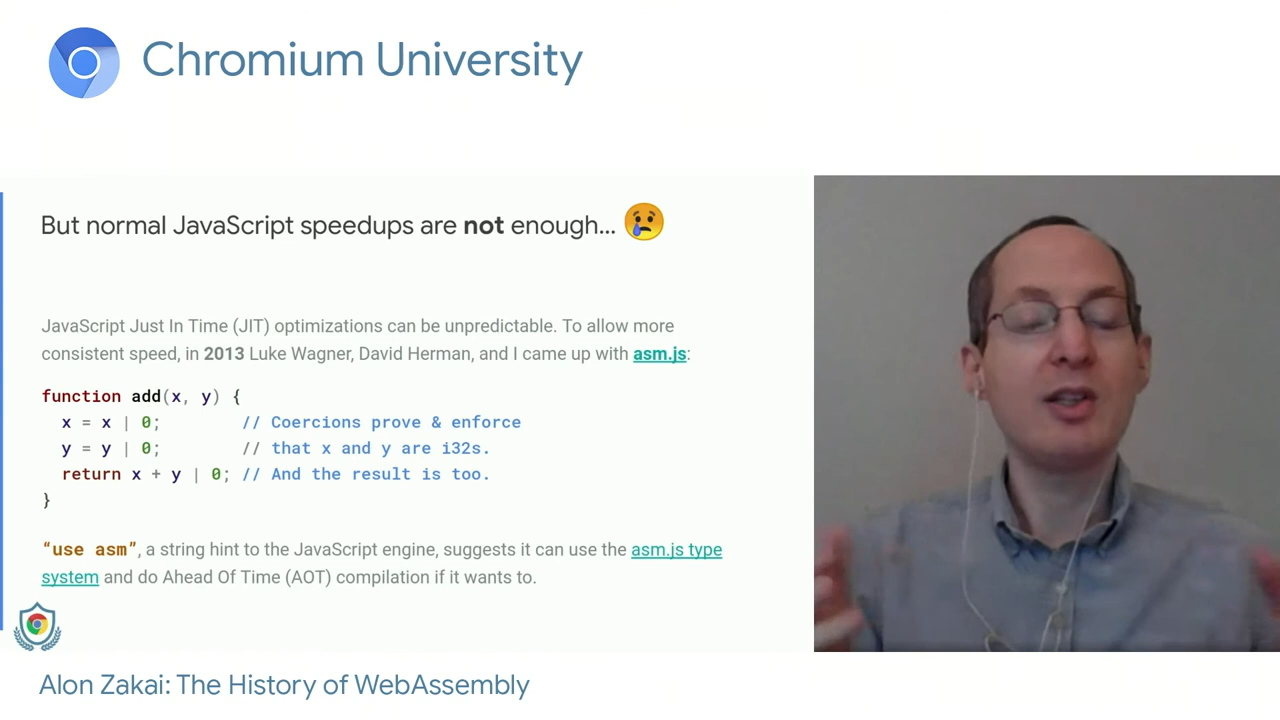 Chromium University
But normal JavaScript speedups are not enough... 😢
JavaScript Just In Time (JIT) optimizations can be unpredictable. To allow more
consistent speed, in 2013 Luke Wagner, David Herman, and I came up with asm.js:
function add(x, y) {
  x = x | 0;        // Coercions prove & enforce
  y = y | 0;        // that x and y are i32s.
  return x + y | 0; // And the result is too.
}
“use asm”, a string hint to the JavaScript engine, suggests it can use the asm.js type
system and do Ahead Of Time (AOT) compilation if it wants to.
Alon Zakai: The History of WebAssembly